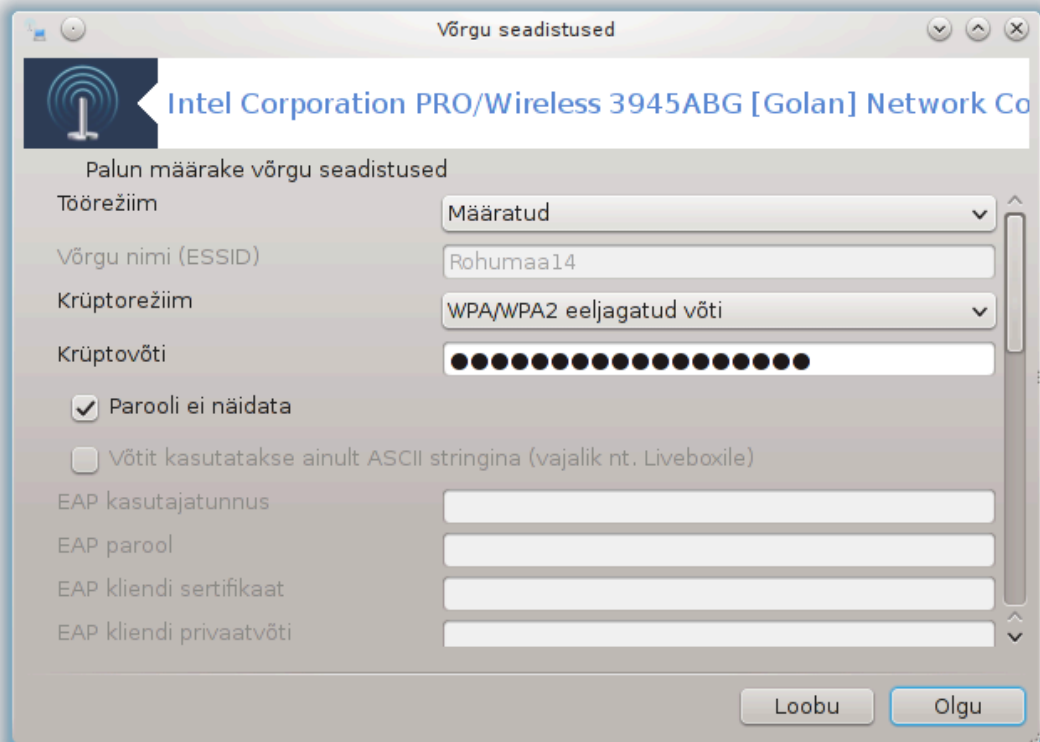 Võrgu seadistused
Intel Corporation PRO/Wireless 3945ABG [Golan] Network Co
Palun määrake võrgu seadistused
Töörežiim
Määratud
Võrgu nimi (ESSID)
Rohumaa14
Krüptorežiim
WPA/WPA2 eeljagatud võti
Krüptovõti
Parooli ei näidata
Võtit kasutatakse ainult ASCII stringina (vajalik nt. Liveboxile)
EAP kasutajatunnus
EAP parool
EAP kliendi sertifikaat
EAP kliendi privaatvõti
Loobu
Olgu